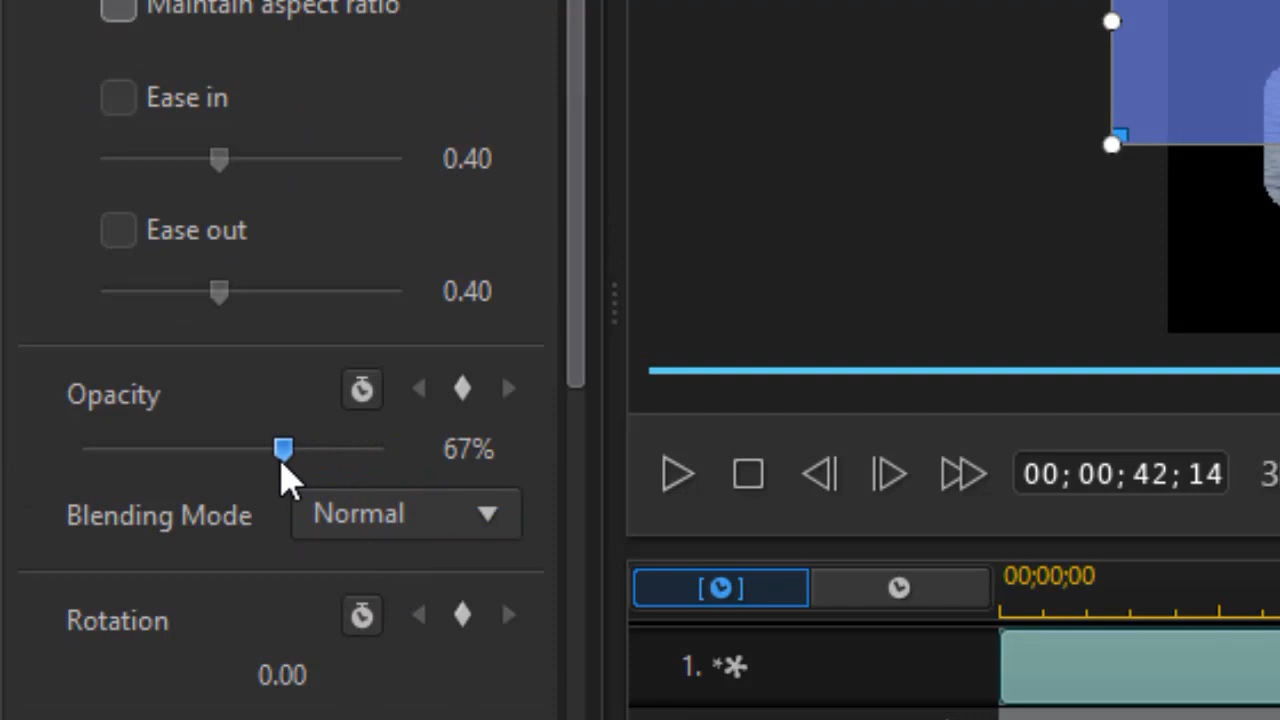 Maintain aspect ratio
Ease in
0.40
Ease out
0.40
Opacity
67%
Blending Mode Normal
Rotation
0.00
00;00;42;14 3
00;00;00
1.